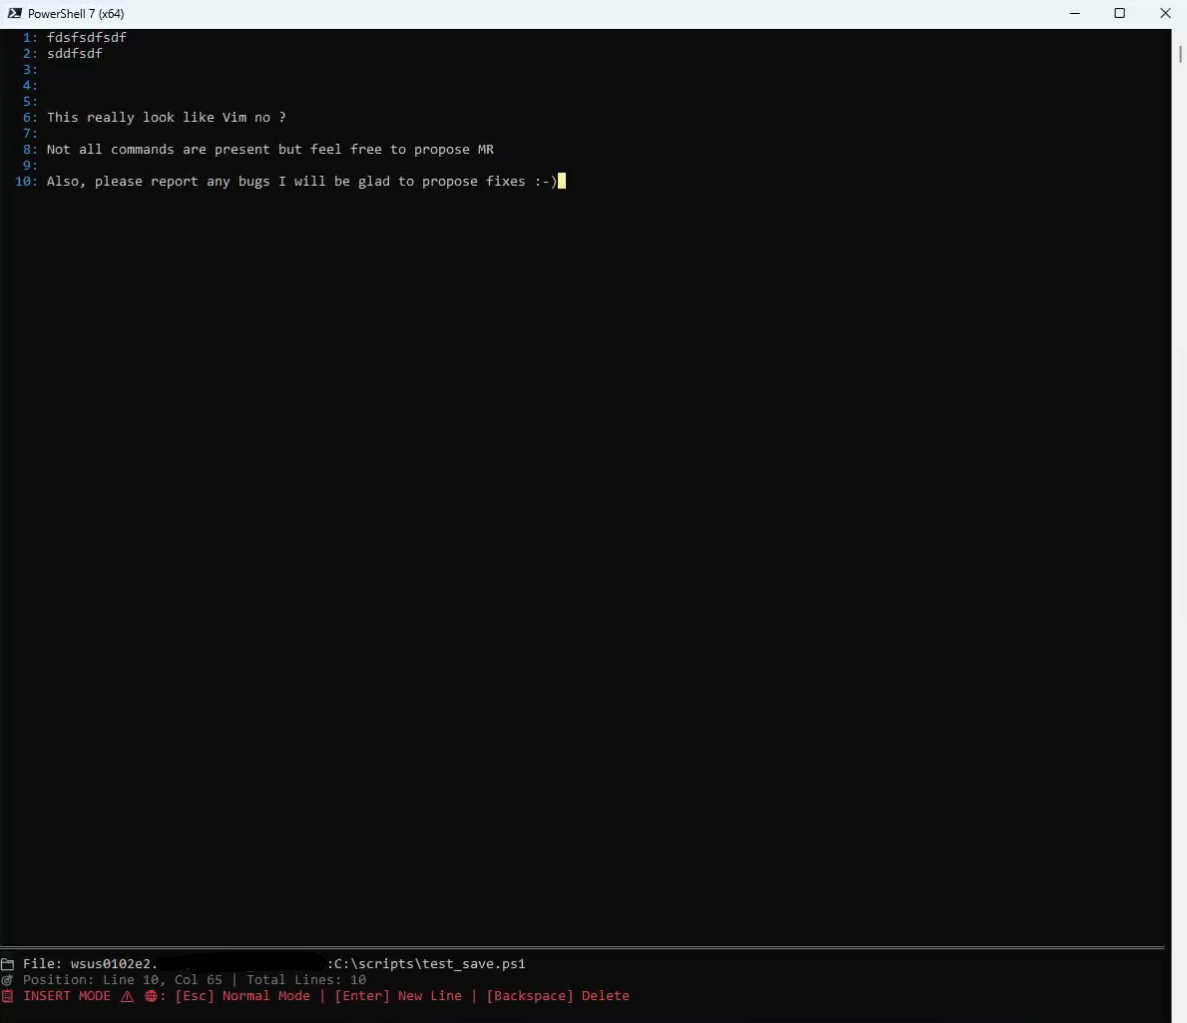 PowerShell 7 (x64)
1: fdsfsdfsdf
2: sddfsdf
3:
4:
5:
6: This really look like Vim no ?
7:
8: Not all commands are present but feel free to propose MR
9:
10: Also, please report any bugs I will be glad to propose fixes :-)
File: wsus0102e2. :C:\scripts\test_save.ps1
Position: Line 10, Col 65 | Total Lines: 10
INSERT MODE ⚠ 🌐: [Esc] Normal Mode | [Enter] New Line | [Backspace] Delete